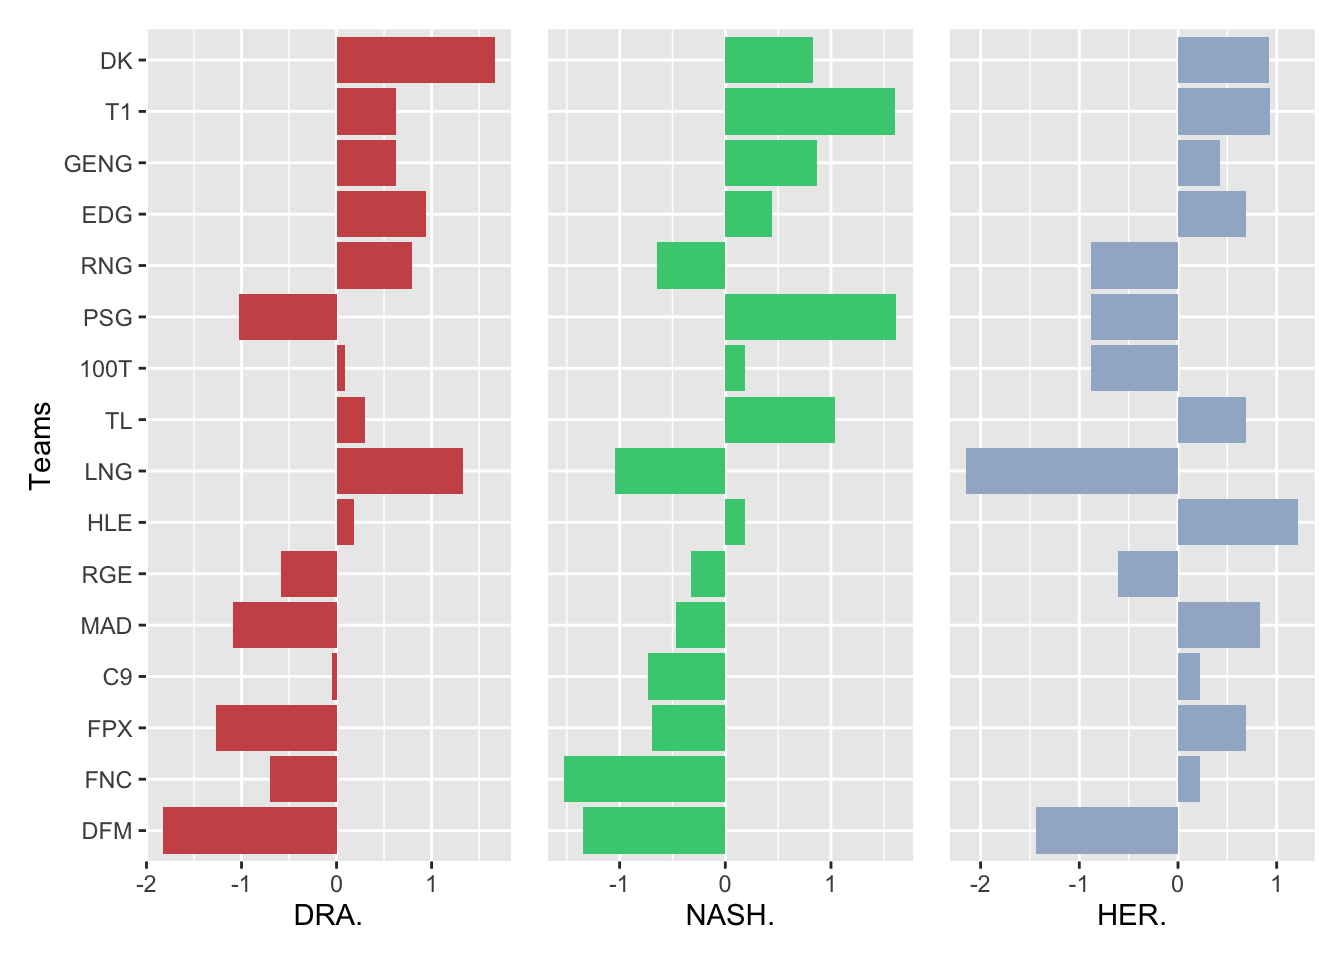 Teams
DK
T1
GENG
EDG
RNG
PSG
100T
TL
LNG
HLE
RGE
MAD
C9
FPX
FNC
DFM
-2 -1 0 1
DRA.
-1 0 1
NASH.
-2 -1 0 1
HER.